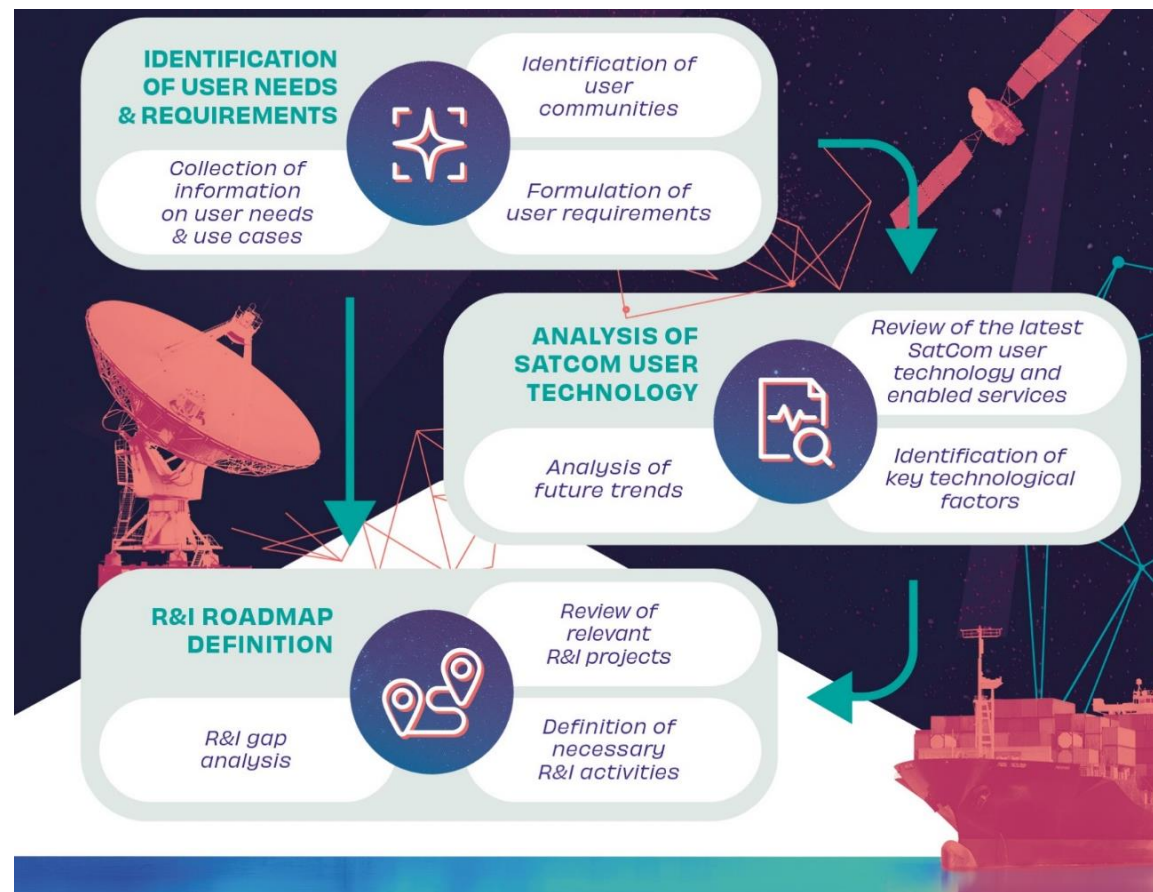 IDENTIFICATION
OF USER NEEDS
& REQUIREMENTS
Identification of
user
communities
Collection of
information
on user needs
& use cases
Formulation of
user requirements
ANALYSIS OF
SATCOM USER
TECHNOLOGY
Review of the latest
SatCom user
technology and
enabled services
Analysis of
future trends
Identification of
key technological
factors
R&I ROADMAP
DEFINITION
Review of
relevant
R&I projects
R&I gap
analysis
Definition of
necessary
R&I activities